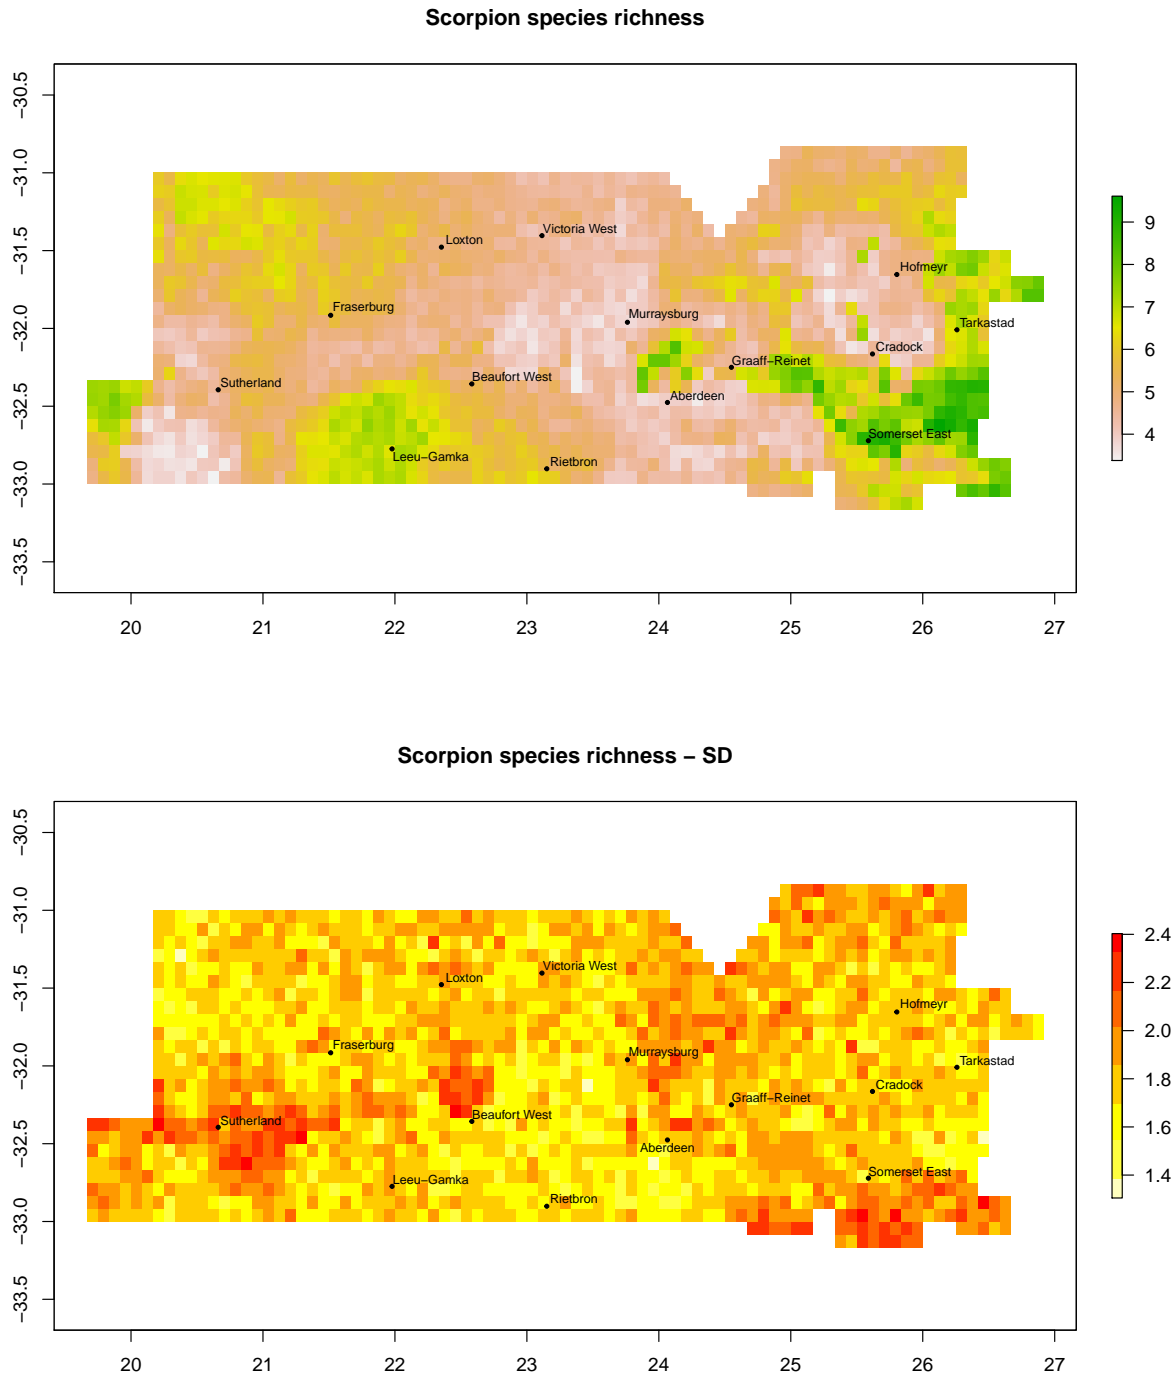 Scorpion species richness
−30.5
−31.0
−31.5
−32.0
−32.5
−33.0
−33.5
20 21 22 23 24 25 26 27
Victoria West
Loxton
Hofmeyr
Fraserburg
Murraysburg
Tarkastad
Cradock
Graaff−Reinet
Beaufort West
Sutherland
Aberdeen
Somerset East
Leeu−Gamka
Rietbron
9
8
7
6
5
4
Scorpion species richness − SD
−30.5
−31.0
−31.5
−32.0
−32.5
−33.0
−33.5
20 21 22 23 24 25 26 27
Victoria West
Loxton
Hofmeyr
Fraserburg
Murraysburg
Tarkastad
Cradock
Graaff−Reinet
Beaufort West
Sutherland
Aberdeen
Somerset East
Leeu−Gamka
Rietbron
2.4
2.2
2.0
1.8
1.6
1.4